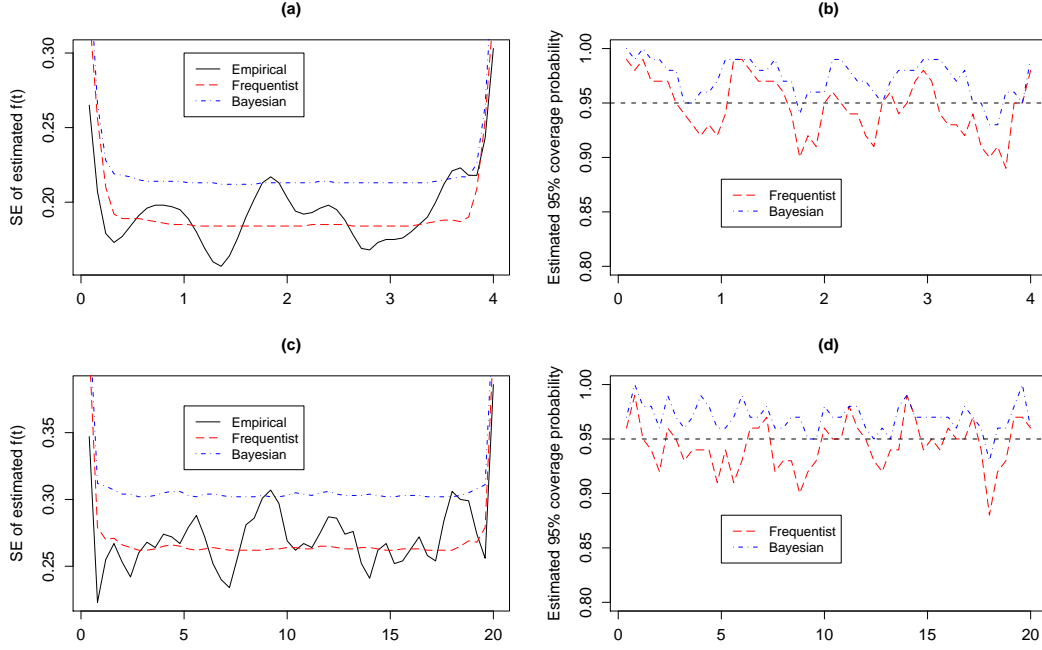 (a)
SE of estimated f(t)
0.20
0.30
Empirical
Frequentist
Bayesian
0 1 2 3 4
(b)
Estimated 95% coverage probability
0.80 0.85 0.90 0.95 1.00
Frequentist
Bayesian
0 1 2 3 4
(c)
SE of estimated f(t)
0.25 0.30 0.35
Empirical
Frequentist
Bayesian
0 5 10 15 20
(d)
Estimated 95% coverage probability
0.80 0.85 0.90 0.95 1.00
Frequentist
Bayesian
0 5 10 15 20